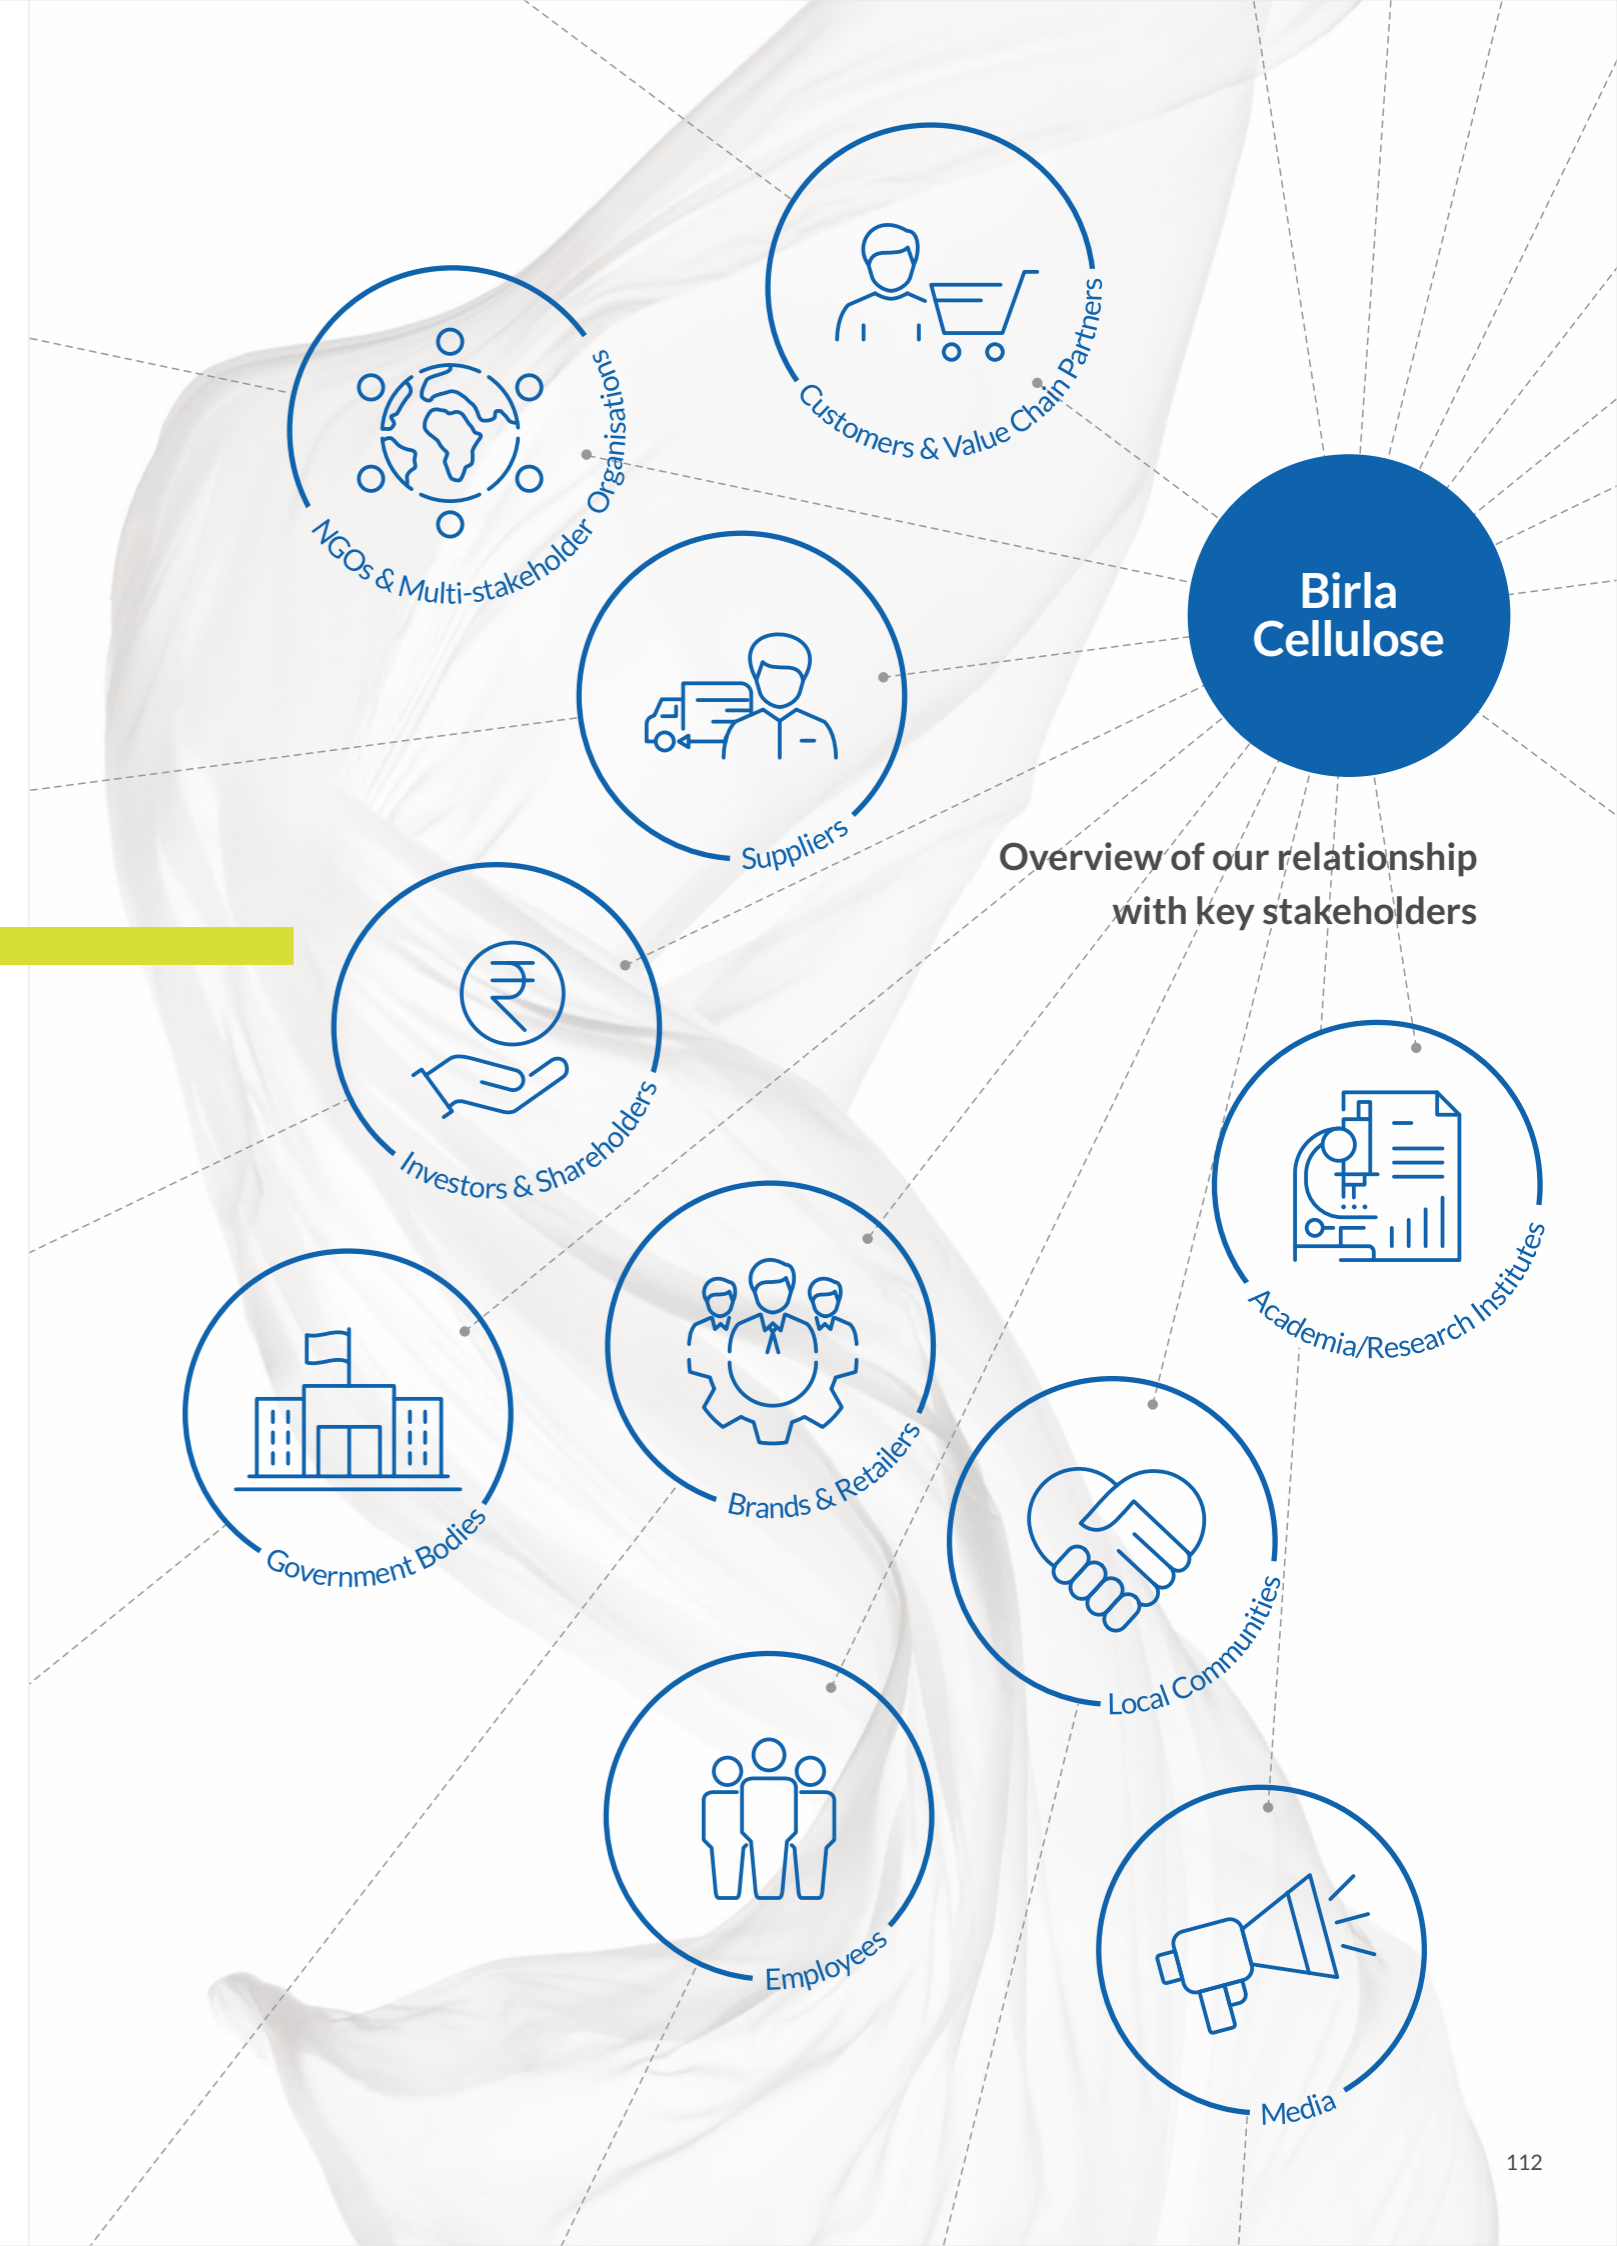 Customers & Value Chain Partners
NGOs & Multi-stakeholder Organisations
Birla
Cellulose
Suppliers
Overview of our relationship
with key stakeholders
Investors & Shareholders
Academia/Research Institutes
Brands & Retailers
Government Bodies
Local Communities
Employees
Media
112